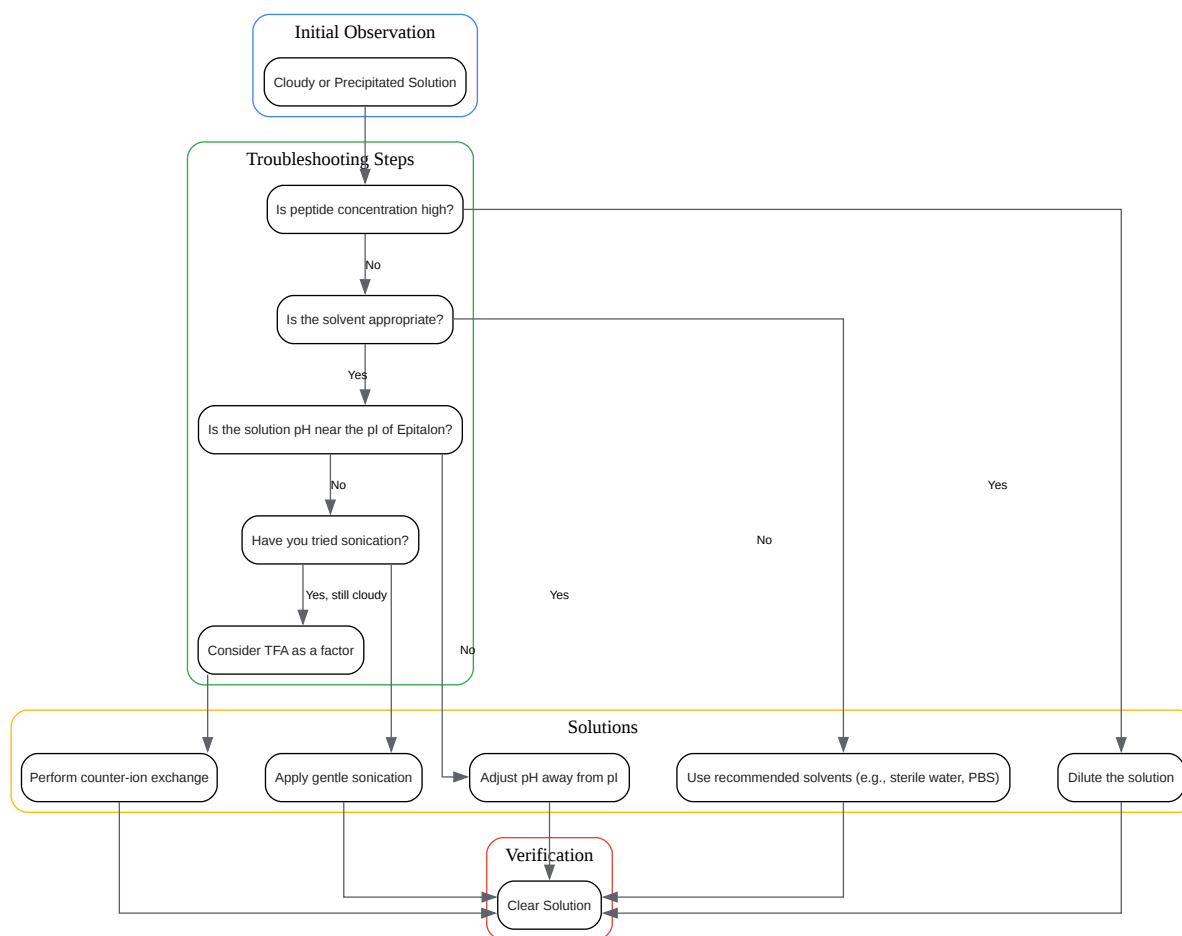 Initial Observation
Cloudy or Precipitated Solution
Troubleshooting Steps
Is peptide concentration high?
No
Is the solvent appropriate?
Yes
Is the solution pH near the pI of Epitalon?
No
Yes
Have you tried sonication?
No
Yes, still cloudy
Yes
Consider TFA as a factor
No
Solutions
Perform counter-ion exchange
Apply gentle sonication
Adjust pH away from pI
Use recommended solvents (e.g., sterile water, PBS)
Dilute the solution
Verification
Clear Solution